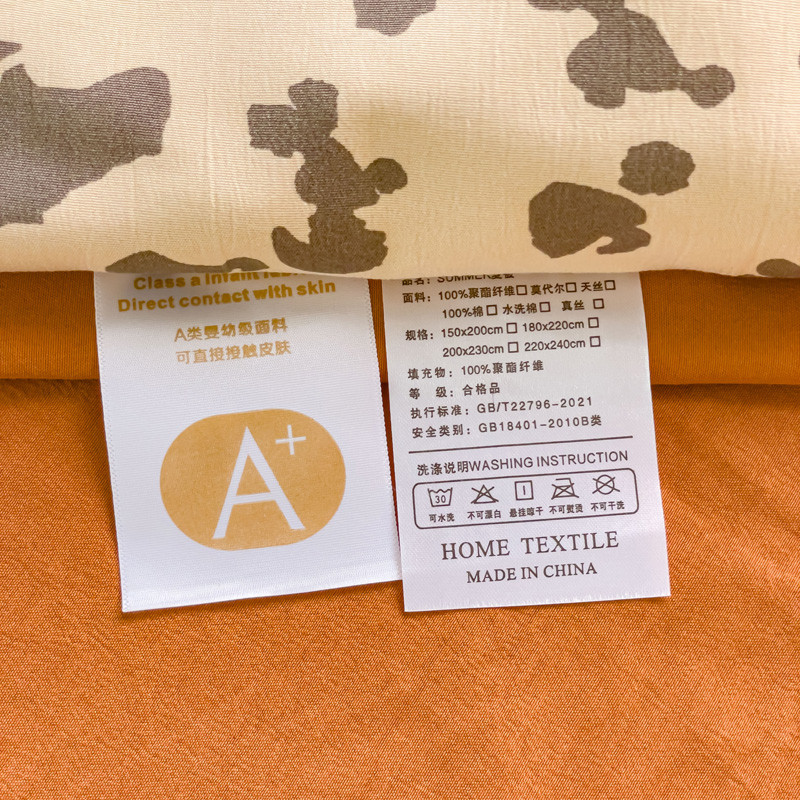 Class a infant
Direct contact with skin
A类婴幼级面料
可直接接触皮肤
A+
品名: SUMMER夏被
面料: 100%聚酯纤维□ 莫代尔□ 天丝□
100%棉□ 水洗棉□ 真丝□
规格: 150x200cm□ 180x220cm□
200x230cm□ 220x240cm□
填充物: 100%聚酯纤维
等 级: 合格品
执行标准: GB/T22796-2021
安全类别: GB18401-2010B类
洗涤说明WASHING INSTRUCTION
30
可水洗 不可漂白 悬挂晾干 不可熨烫 不可干洗
HOME TEXTILE
MADE IN CHINA